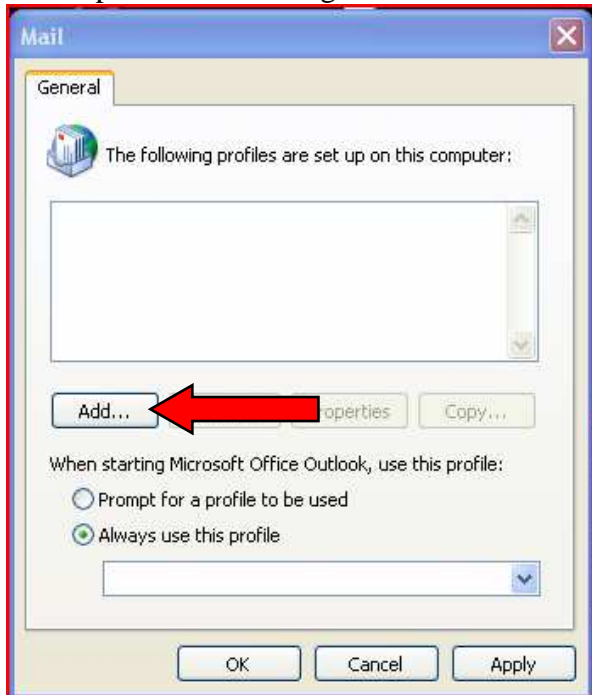 Mail
General
The following profiles are set up on this computer:
Add...
Properties
Copy...
When starting Microsoft Office Outlook, use this profile:
Prompt for a profile to be used
Always use this profile
OK
Cancel
Apply